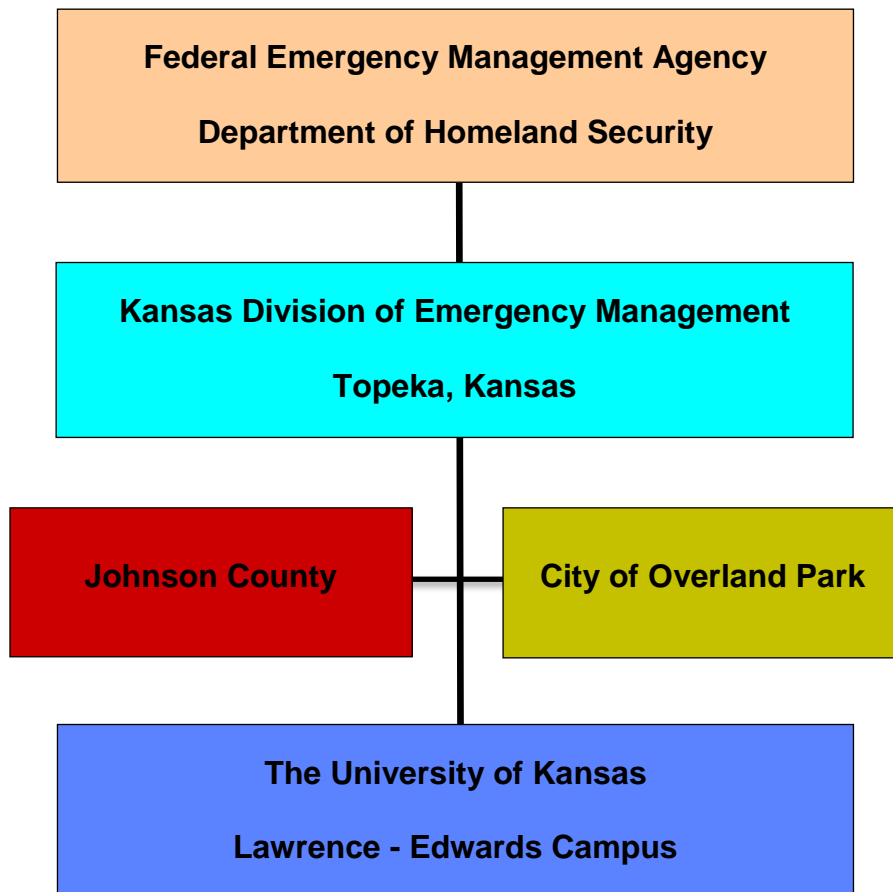 Federal Emergency Management Agency
Department of Homeland Security
Kansas Division of Emergency Management
Topeka, Kansas
Johnson County
City of Overland Park
The University of Kansas
Lawrence - Edwards Campus